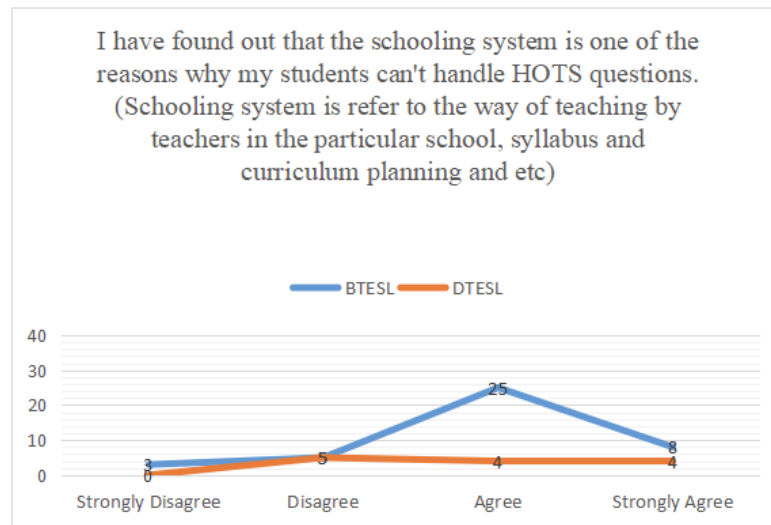 I have found out that the schooling system is one of the
reasons why my students can't handle HOTS questions.
(Schooling system is refer to the way of teaching by
teachers in the particular school, syllabus and
curriculum planning and etc)
BTESL DTESL
40
30
25
20
10
8
5
4
4
3
0
0
Strongly Disagree Disagree Agree Strongly Agree